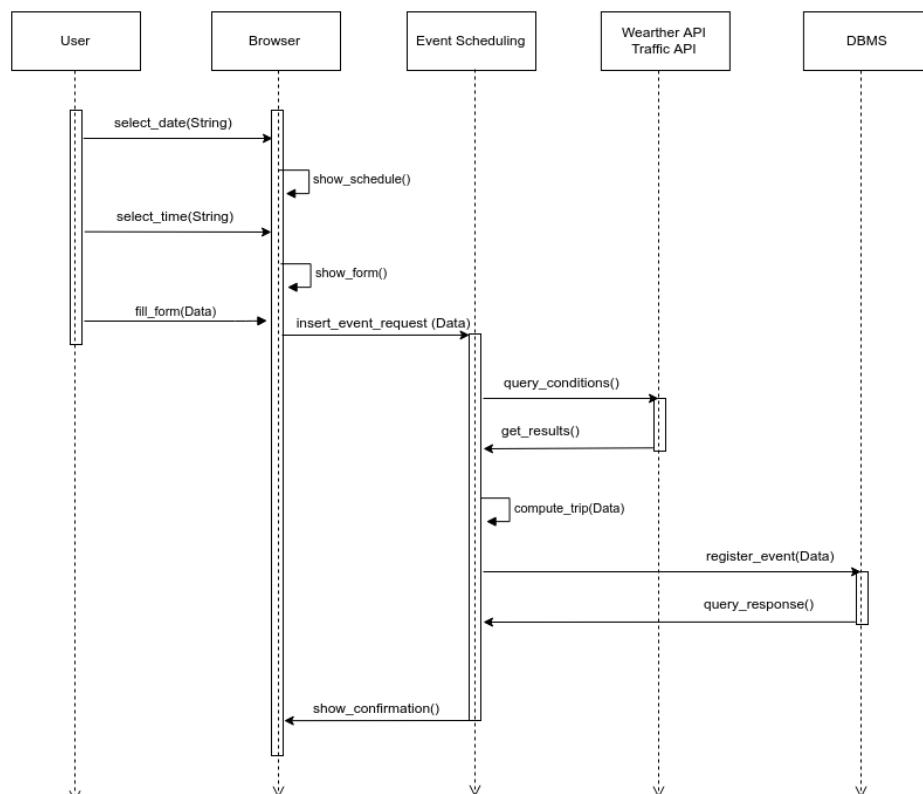 User
Browser
Event Scheduling
Wearther API
Traffic API
DBMS
select_date(String)
show_schedule()
select_time(String)
show_form()
fill_form(Data)
insert_event_request (Data)
query_conditions()
get_results()
compute_trip(Data)
register_event(Data)
query_response()
show_confirmation()